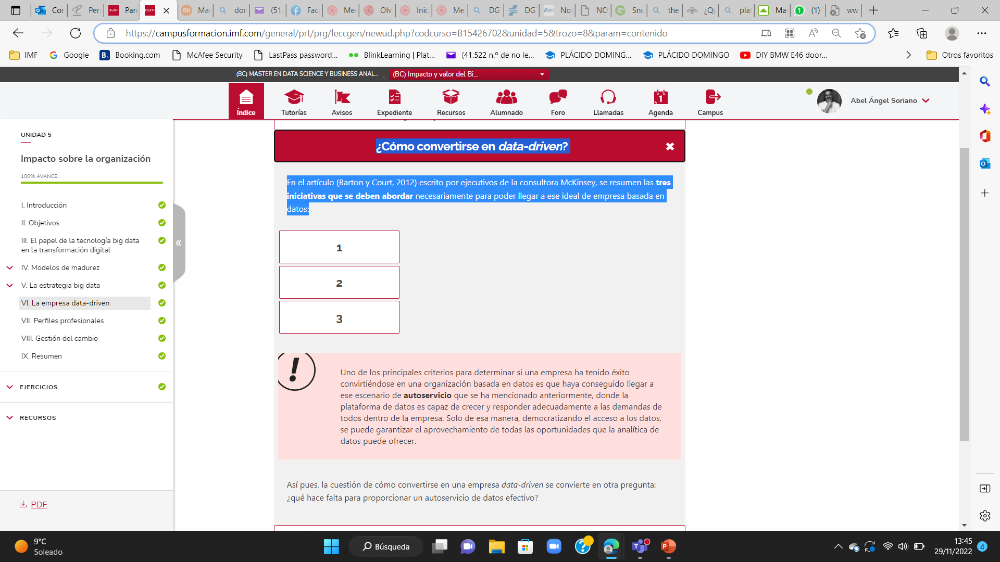 Cor
Per
Par
Mai
dor
(51.
Fac
Mee
Olv
Inic
Me
DG
DG
Not
NO
Snc
the
¿Qu
plat
Ma
(1)
ww
https://campusformacion.imf.com/general/prt/prg/leccgen/newud.php?codcurso=B15426702&unidad=5&trozo=8&param=contenido
IMF
Google
Booking.com
McAfee Security
LastPass password...
BlinkLearning | Plat...
(41.522 n.º de no le...
PLÁCIDO DOMING...
PLÁCIDO DOMINGO
DIY BMW E46 door...
Otros favoritos
(BC) MÁSTER EN DATA SCIENCE Y BUSINESS ANAL...
(BC) Impacto y valor del Bi...
Índice
Tutorías
Avisos
Expediente
Recursos
Alumnado
Foro
Llamadas
Agenda
Campus
Abel Ángel Soriano
UNIDAD 5
Impacto sobre la organización
100% AVANCE:
I. Introducción
II. Objetivos
III. El papel de la tecnología big data
en la transformación digital
IV. Modelos de madurez
V. La estrategia big data
VI. La empresa data-driven
VII. Perfiles profesionales
VIII. Gestión del cambio
IX. Resumen
EJERCICIOS
RECURSOS
PDF
¿Cómo convertirse en data-driven?
En el artículo (Barton y Court, 2012) escrito por ejecutivos de la consultora McKinsey, se resumen las tres
iniciativas que se deben abordar necesariamente para poder llegar a ese ideal de empresa basada en
datos:
1
2
3
Uno de los principales criterios para determinar si una empresa ha tenido éxito
convirtiéndose en una organización basada en datos es que haya conseguido llegar a
ese escenario de autoservicio que se ha mencionado anteriormente, donde la
plataforma de datos es capaz de crecer y responder adecuadamente a las demandas de
todos dentro de la empresa. Solo de esa manera, democratizando el acceso a los datos,
se puede garantizar el aprovechamiento de todas las oportunidades que la analítica de
datos puede ofrecer.
Así pues, la cuestión de cómo convertirse en una empresa data-driven se convierte en otra pregunta:
¿qué hace falta para proporcionar un autoservicio de datos efectivo?
9°C
Soleado
Búsqueda
13:45
29/11/2022
4